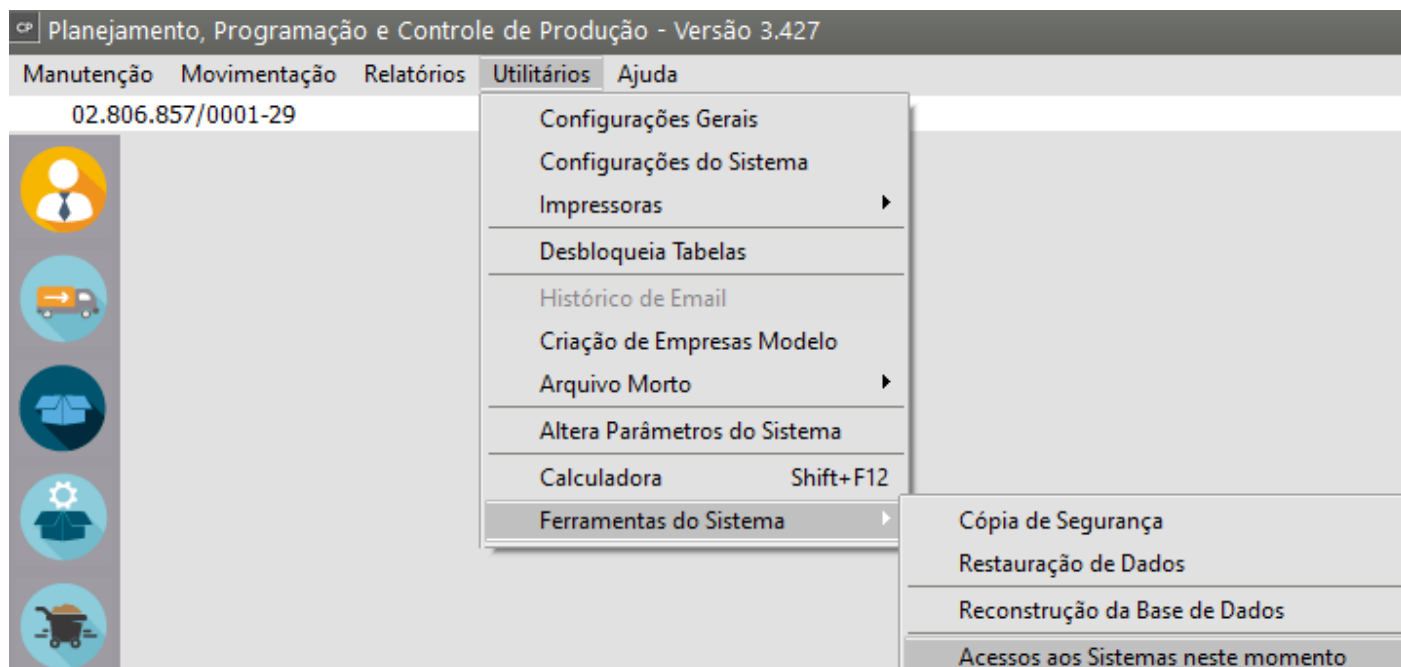 CP Planejamento, Programação e Controle de Produção - Versão 3.427
Manutenção Movimentação Relatórios Utilitários Ajuda
02.806.857/0001-29
Configurações Gerais
Configurações do Sistema
Impressoras
Desbloqueia Tabelas
Histórico de Email
Criação de Empresas Modelo
Arquivo Morto
Altera Parâmetros do Sistema
Calculadora Shift+F12
Ferramentas do Sistema
Cópia de Segurança
Restauração de Dados
Reconstrução da Base de Dados
Acessos aos Sistemas neste momento